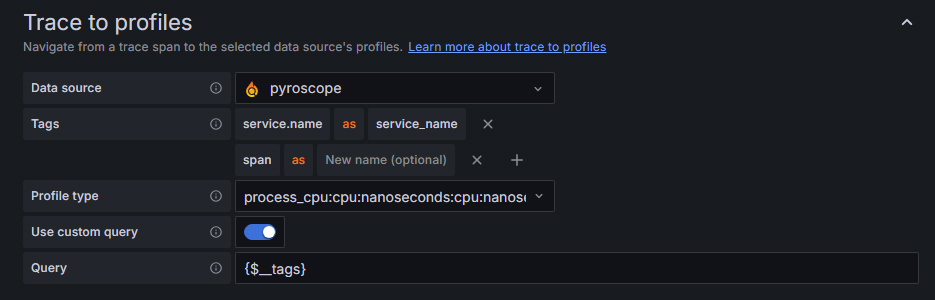 Trace to profiles
Navigate from a trace span to the selected data source's profiles. Learn more about trace to profiles
Data source pyroscope
Tags service.name as service_name
span as New name (optional)
Profile type process_cpu:cpu:nanoseconds:cpu:nanose
Use custom query
Query {$__tags}